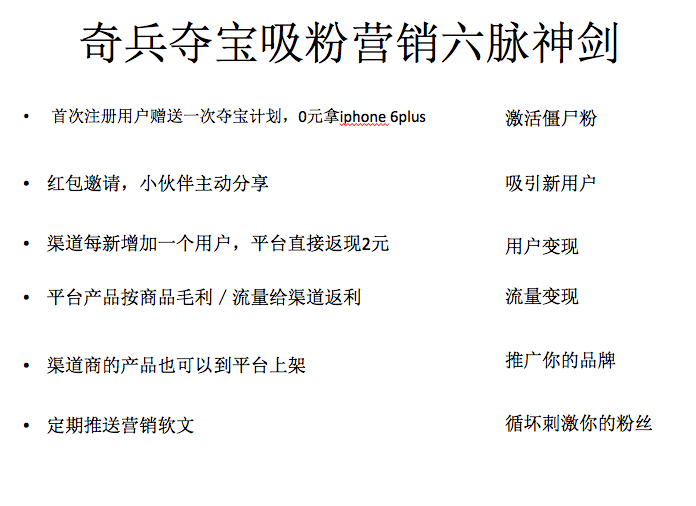 奇兵夺宝吸粉营销六脉神剑
• 首次注册用户赠送一次夺宝计划，0元拿iphone 6plus 激活僵尸粉
• 红包邀请，小伙伴主动分享 吸引新用户
• 渠道每新增加一个用户，平台直接返现2元 用户变现
• 平台产品按商品毛利／流量给渠道返利 流量变现
• 渠道商的产品也可以到平台上架 推广你的品牌
• 定期推送营销软文 循环刺激你的粉丝